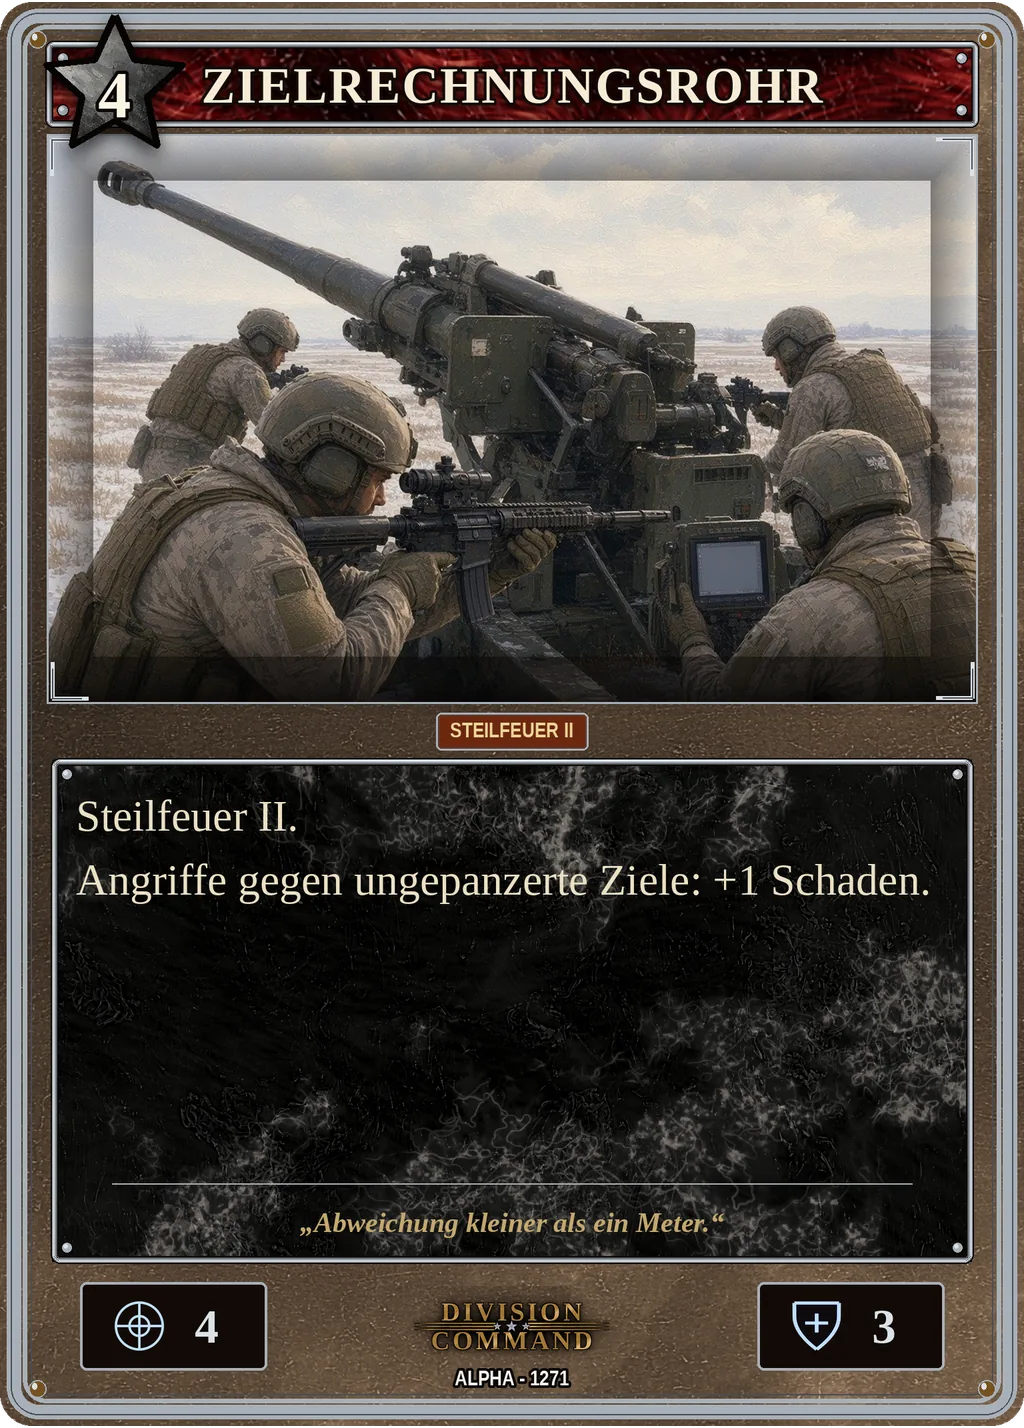 4
ZIELRECHNUNGSROHR
STEILFEUER II
Steilfeuer II.
Angriffe gegen ungepanzerte Ziele: +1 Schaden.
„Abweichung kleiner als ein Meter.“
4
DIVISION
COMMAND
3
ALPHA - 1271